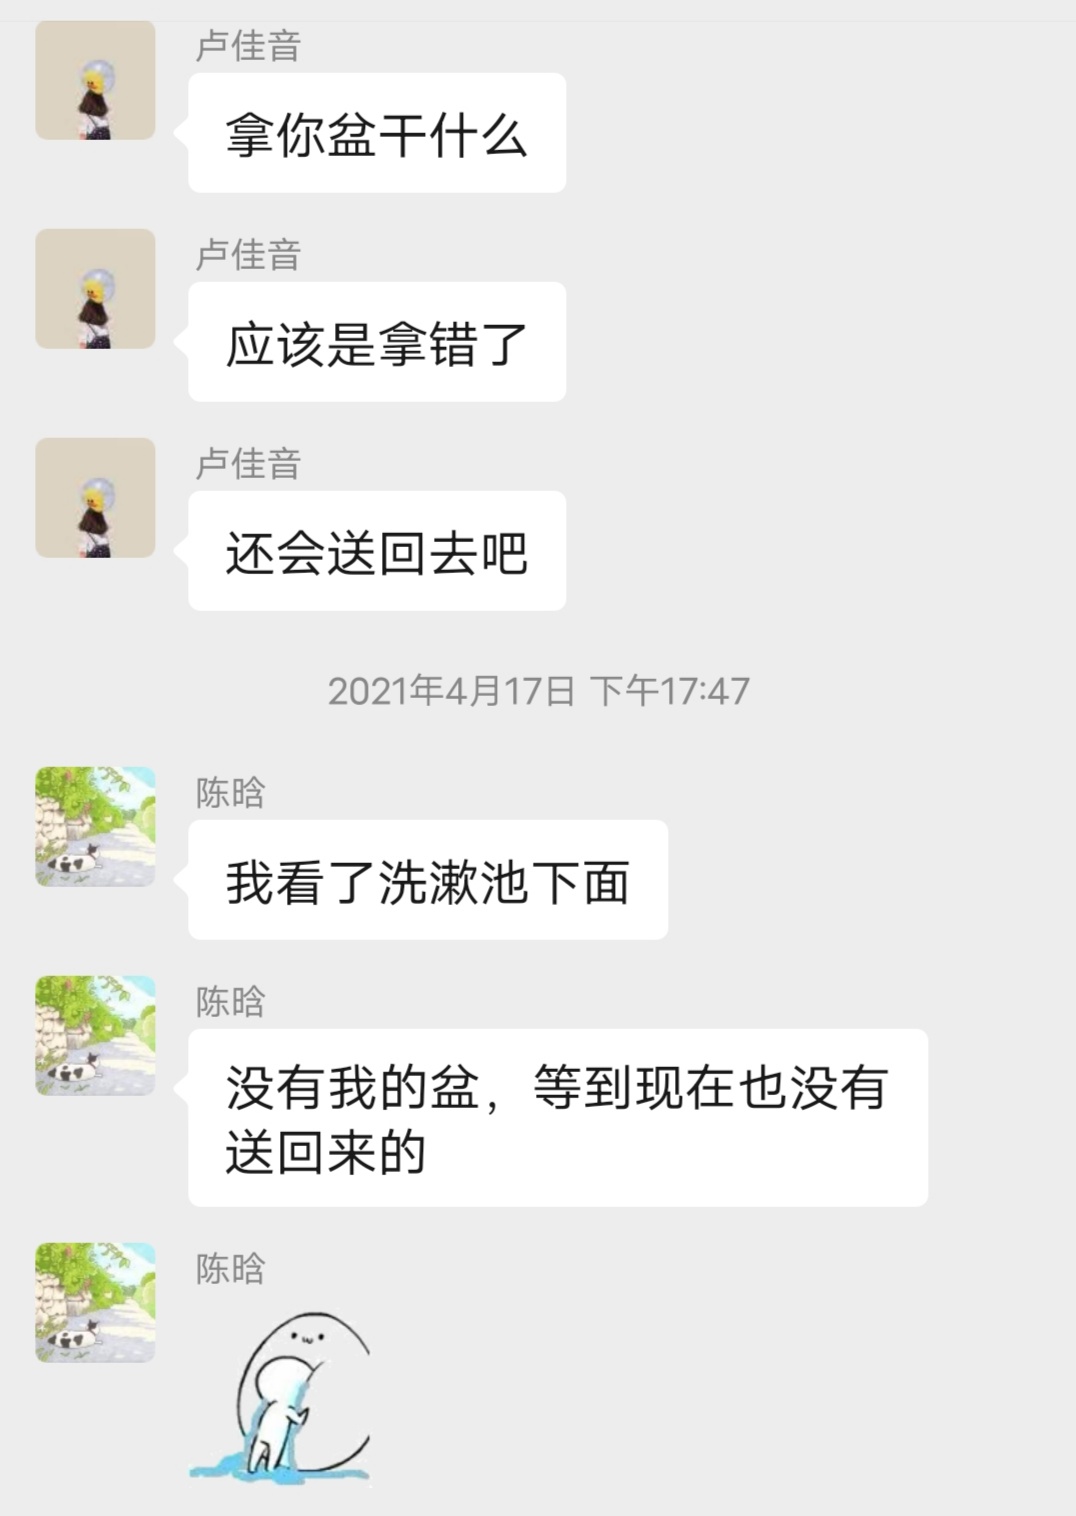 卢佳音
拿你盆干什么
卢佳音
应该是拿错了
卢佳音
还会送回去吧
2021年4月17日 下午17:47
陈晗
我看了洗漱池下面
陈晗
没有我的盆，等到现在也没有
送回来的
陈晗